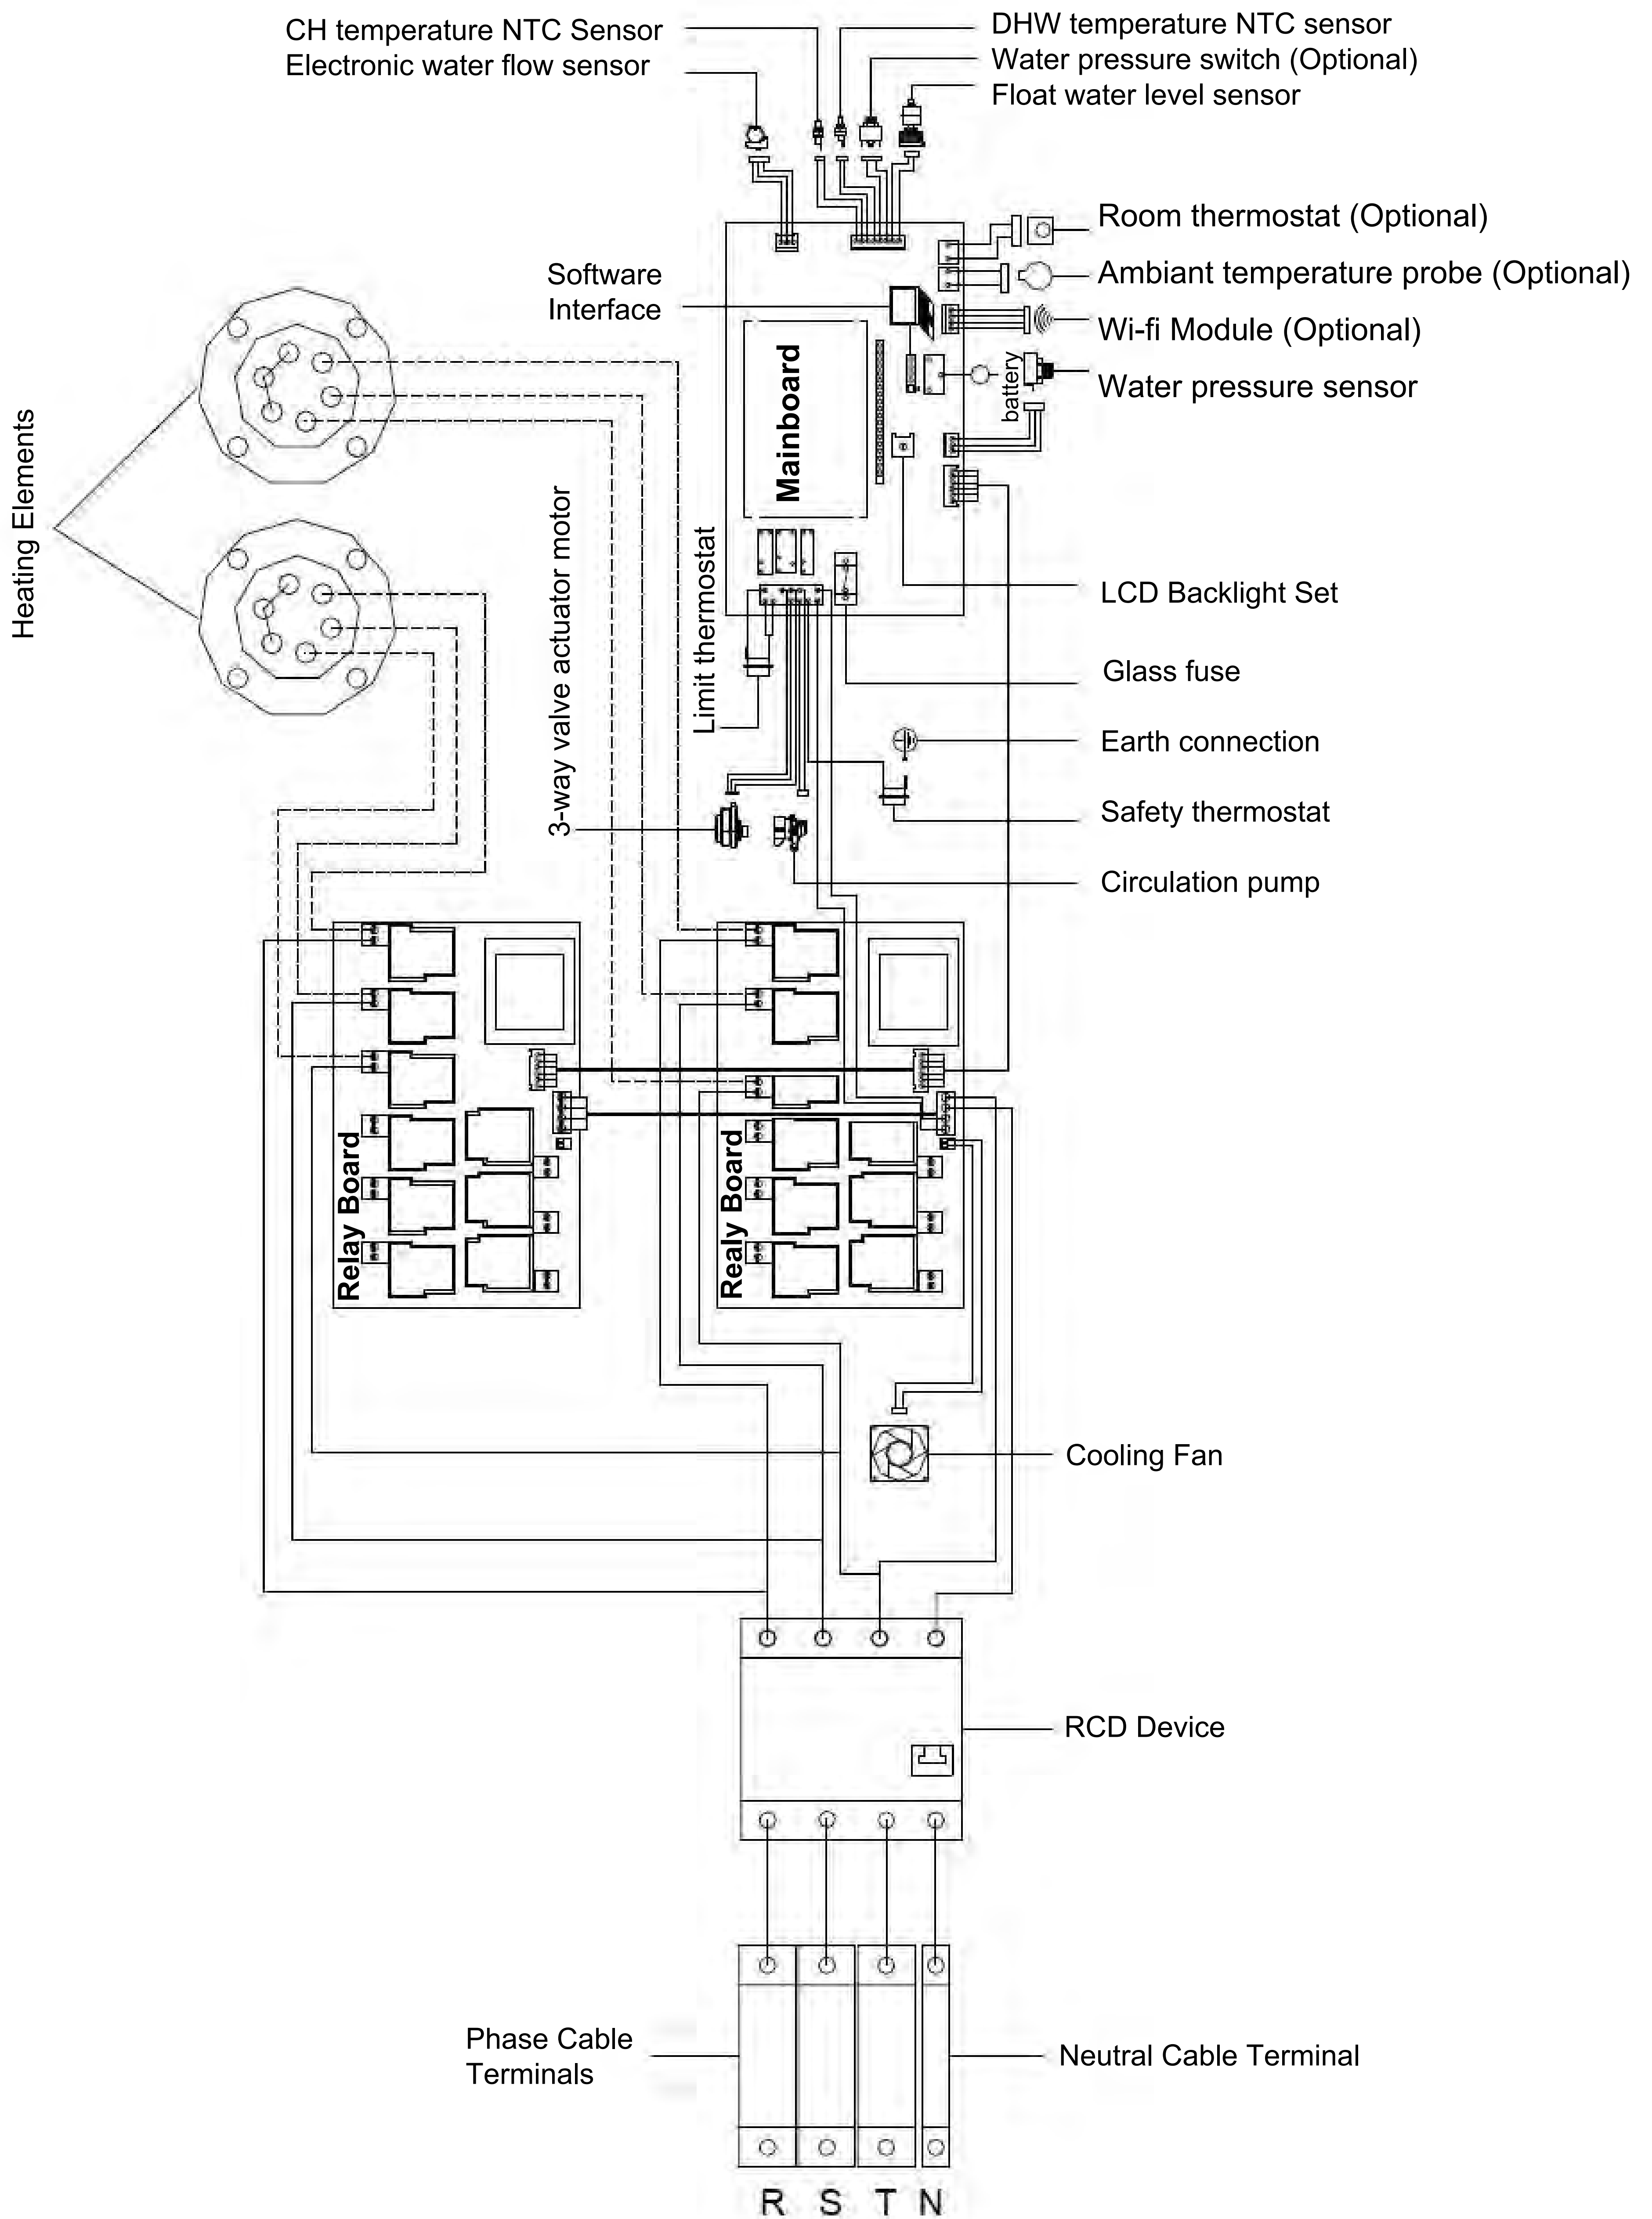 CH temperature NTC Sensor
Electronic water flow sensor
DHW temperature NTC sensor
Water pressure switch (Optional)
Float water level sensor
Room thermostat (Optional)
Ambiant temperature probe (Optional)
Wi-fi Module (Optional)
battery
Water pressure sensor
Software
Interface
Mainboard
Heating Elements
3-way valve actuator motor
Limit thermostat
LCD Backlight Set
Glass fuse
Earth connection
Safety thermostat
Circulation pump
Relay Board
Realy Board
Cooling Fan
RCD Device
Phase Cable
Terminals
Neutral Cable Terminal
R S T N